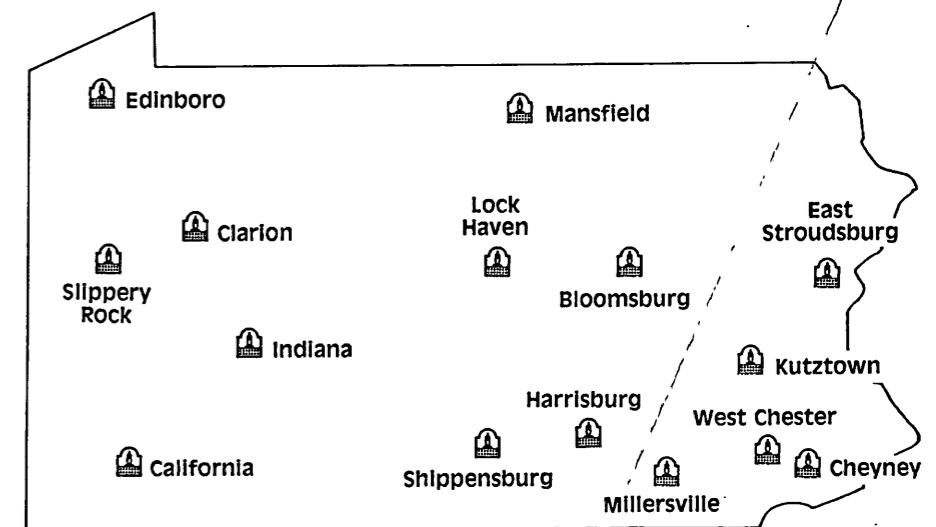 Edinboro
Mansfield
Lock
Haven
East
Stroudsburg
Clarion
Slippery
Rock
Bloomsburg
Indiana
Kutztown
Harrisburg
West Chester
California
Shippensburg
Cheyney
Millersville